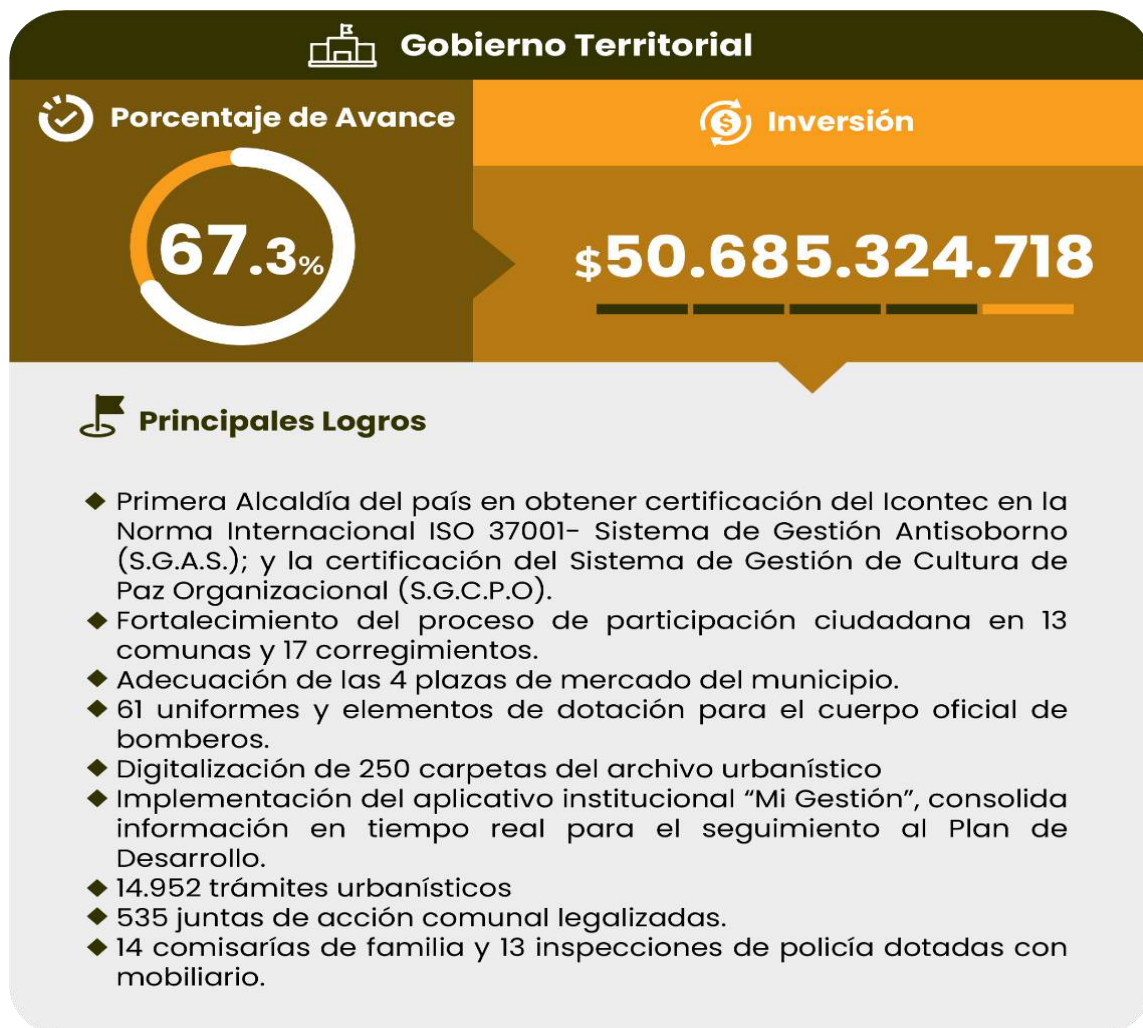 Gobierno Territorial
Porcentaje de Avance
Inversión
67.3%
$50.685.324.718
Principales Logros
◆ Primera Alcaldía del país en obtener certificación del Icontec en la
Norma Internacional ISO 37001- Sistema de Gestión Antisoborno
(S.G.A.S.); y la certificación del Sistema de Gestión de Cultura de
Paz Organizacional (S.G.C.P.O).
◆ Fortalecimiento del proceso de participación ciudadana en 13
comunas y 17 corregimientos.
◆ Adecuación de las 4 plazas de mercado del municipio.
◆ 61 uniformes y elementos de dotación para el cuerpo oficial de
bomberos.
◆ Digitalización de 250 carpetas del archivo urbanístico
◆ Implementación del aplicativo institucional “Mi Gestión”, consolida
información en tiempo real para el seguimiento al Plan de
Desarrollo.
◆ 14.952 trámites urbanísticos
◆ 535 juntas de acción comunal legalizadas.
◆ 14 comisarías de familia y 13 inspecciones de policía dotadas con
mobiliario.